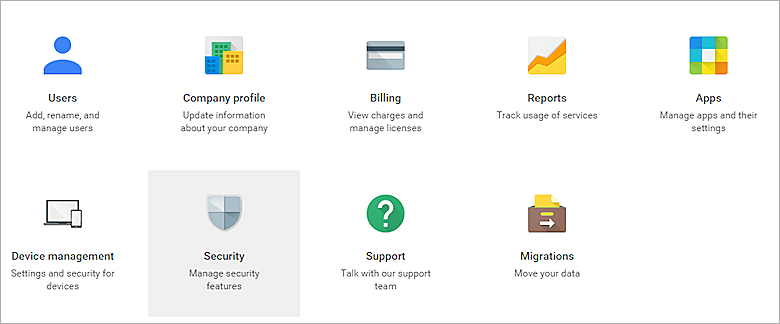 Users
Add, rename, and
manage users
Company profile
Update information
about your company
Billing
View charges and
manage licenses
Reports
Track usage of services
Apps
Manage apps and their
settings
Device management
Settings and security for
devices
Security
Manage security
features
Support
Talk with our support
team
Migrations
Move your data